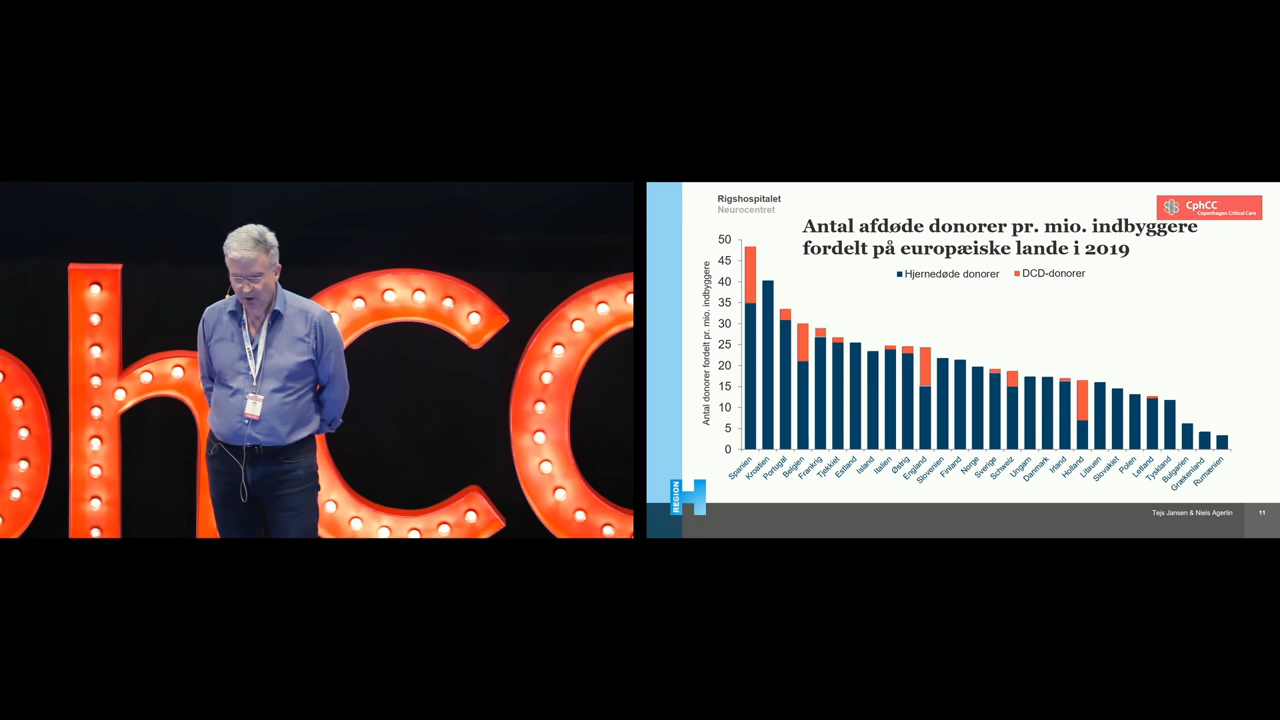 hCC
Rigshospitalet
Neurocentret
CphCC
Copenhagen Critical Care
Antal afdøde donorer pr. mio. indbyggere
fordelt på europæiske lande i 2019
Hjernedøde donorer
DCD-donorer
Antal donorer fordelt pr. mio. indbyggere
50
45
40
35
30
25
20
15
10
5
0
Spanien
Kroatien
Portugal
Belgien
Frankrig
Tjekkiet
Estland
Island
Italien
Østrig
England
Slovenien
Finland
Norge
Sverige
Schweiz
Ungarn
Danmark
Irland
Holland
Litauen
Slovakiet
Polen
Letland
Tyskland
Bulgarien
Grækenland
Rumænien
REGION
H
Tejs Jansen & Niels Agerlin
11